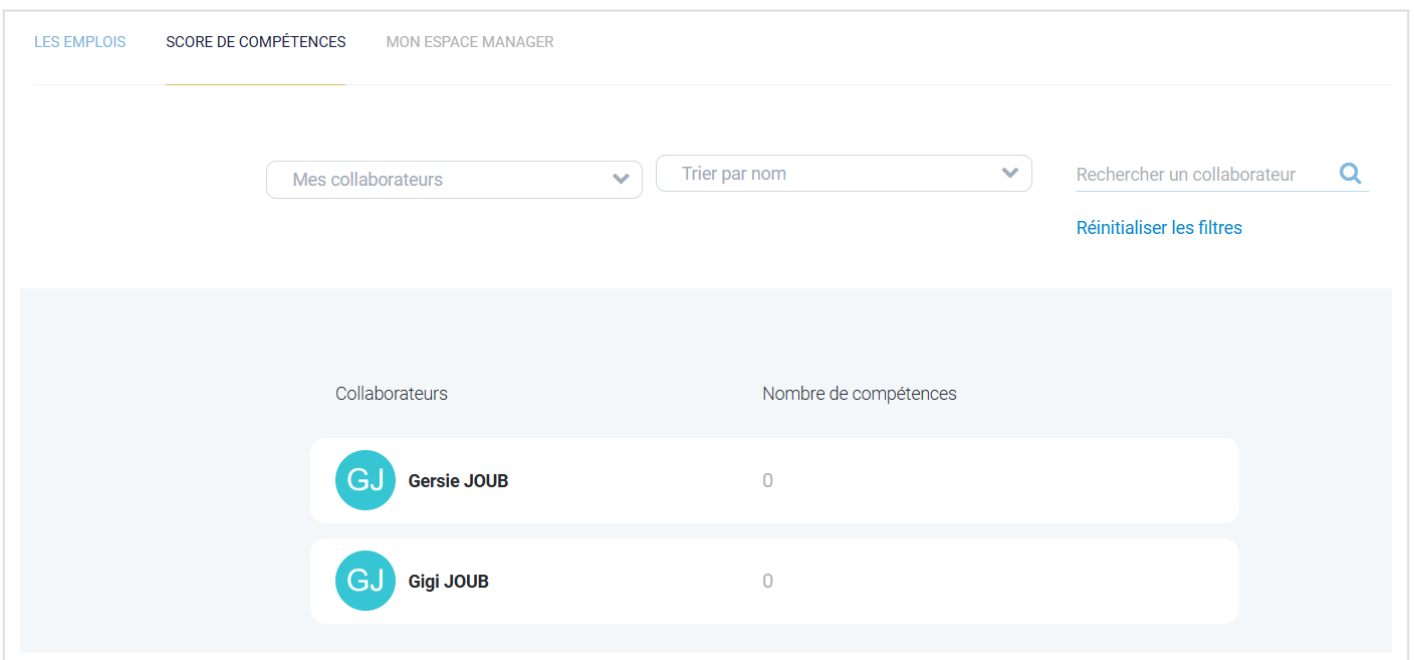 LES EMPLOIS SCORE DE COMPÉTENCES MON ESPACE MANAGER
Mes collaborateurs Trier par nom Rechercher un collaborateur
Réinitialiser les filtres
Collaborateurs Nombre de compétences
GJ Gersie JOUB 0
GJ Gigi JOUB 0